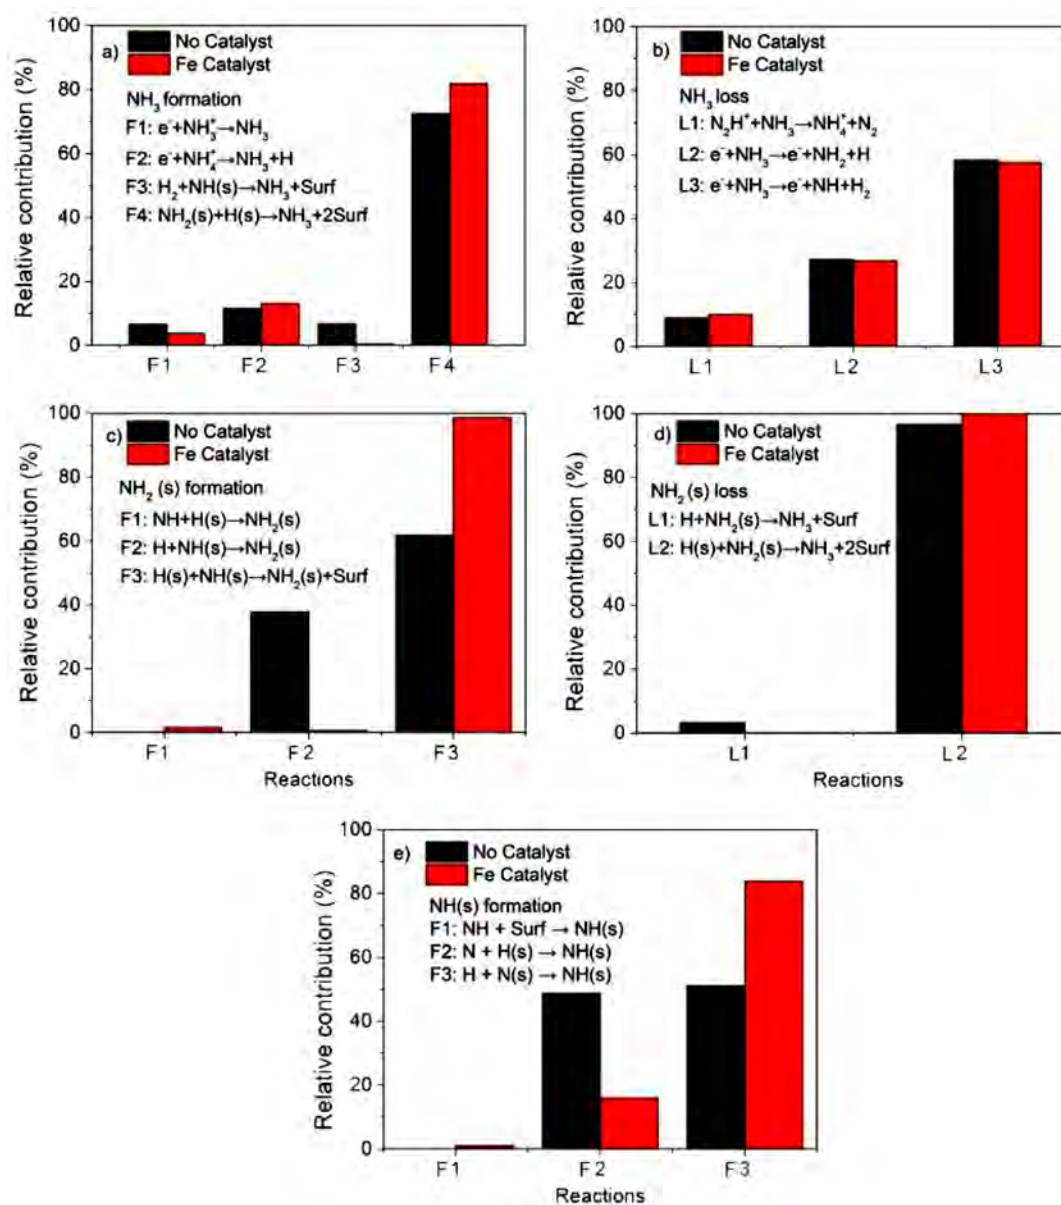 100
80
60
40
20
0
Relative contribution (%)
a)
No Catalyst
Fe Catalyst
NH₃ formation
F1: e⁻+NH₃⁺→NH₃
F2: e⁻+NH₄⁺→NH₃+H
F3: H₂+NH(s)→NH₃+Surf
F4: NH₂(s)+H(s)→NH₃+2Surf
F1 F2 F3 F4
100
80
60
40
20
0
Relative contribution (%)
b)
No Catalyst
Fe Catalyst
NH₃ loss
L1: N₂H⁺+NH₃→NH₄⁺+N₂
L2: e⁻+NH₃→e⁻+NH₂+H
L3: e⁻+NH₃→e⁻+NH+H₂
L1 L2 L3
100
80
60
40
20
0
Relative contribution (%)
c)
No Catalyst
Fe Catalyst
NH₂ (s) formation
F1: NH+H(s)→NH₂(s)
F2: H+NH(s)→NH₂(s)
F3: H(s)+NH(s)→NH₂(s)+Surf
F1 F2 F3
Reactions
100
80
60
40
20
0
Relative contribution (%)
d)
No Catalyst
Fe Catalyst
NH₂(s) loss
L1: H+NH₂(s)→NH₃+Surf
L2: H(s)+NH₂(s)→NH₃+2Surf
L1 L2
Reactions
100
80
60
40
20
0
Relative contribution (%)
e)
No Catalyst
Fe Catalyst
NH(s) formation
F1: NH + Surf → NH(s)
F2: N + H(s) → NH(s)
F3: H + N(s) → NH(s)
F1 F2 F3
Reactions